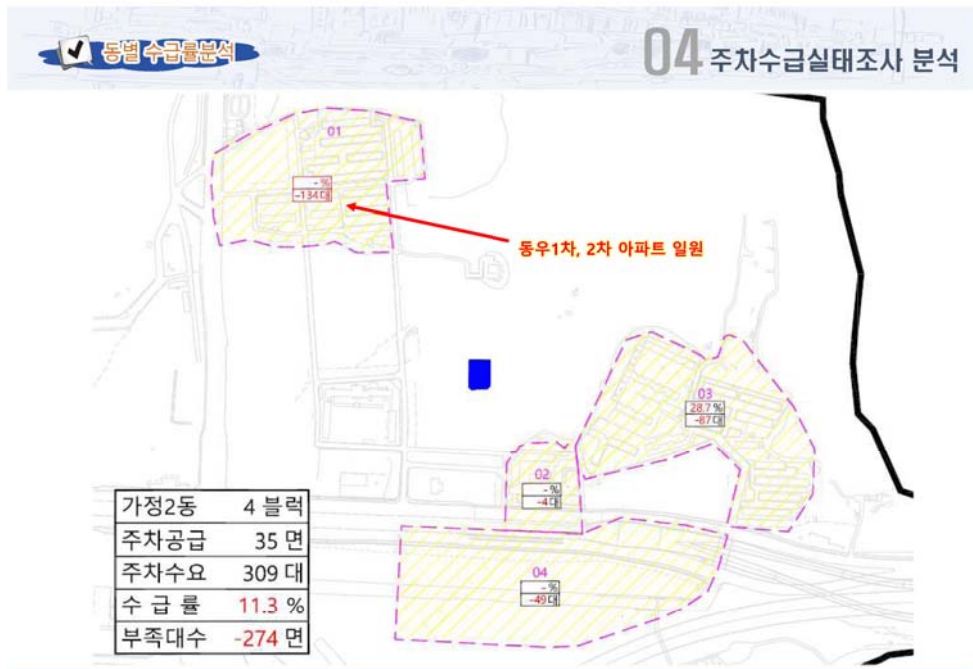 동별 수급률분석
04 주차수급실태조사 분석
01
- %
-134대
동우1차, 2차 아파트 일원
03
28.7 %
-87대
02
- %
-4대
04
- %
-49대
가정2동 4 블럭
주차공급 35 면
주차수요 309 대
수 급 률 11.3 %
부족대수 -274 면